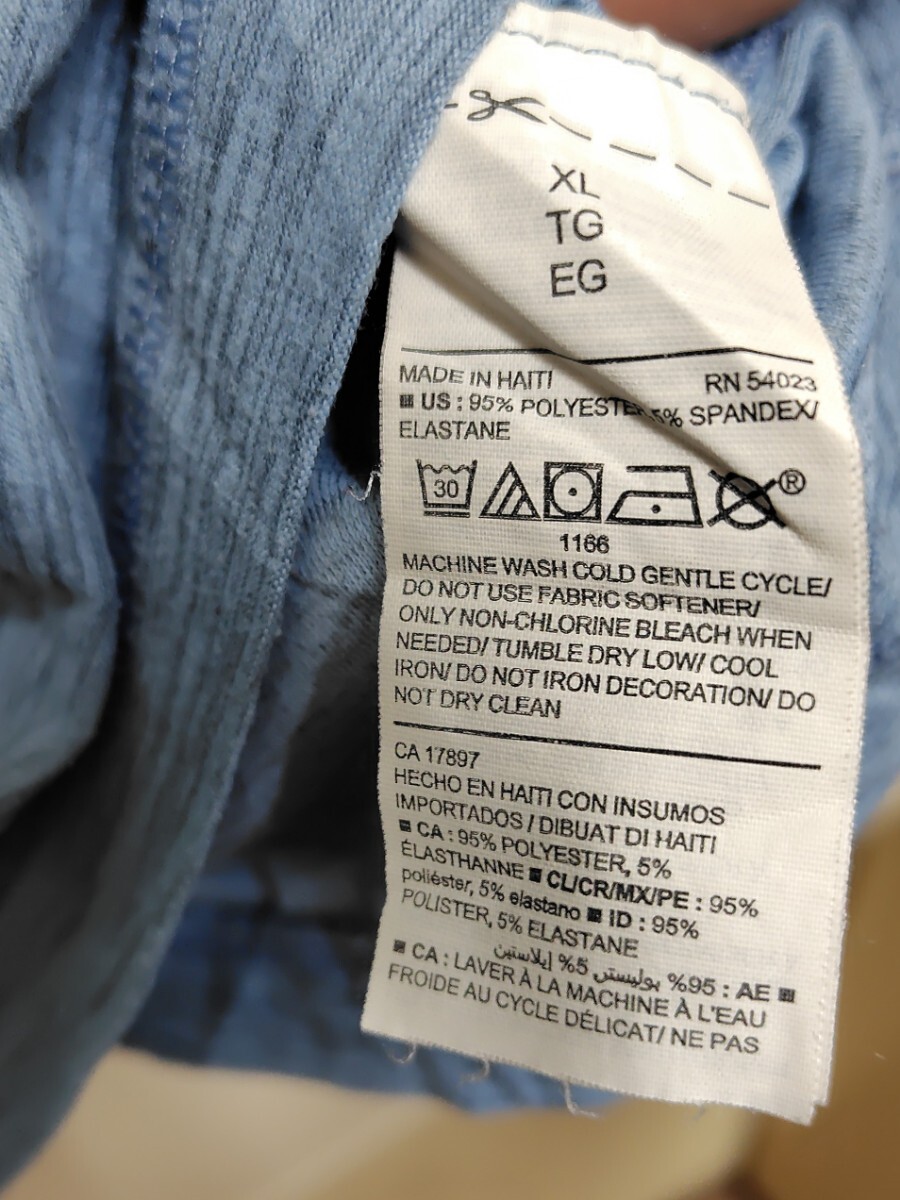 XL
TG
EG
MADE IN HAITI RN 54023
US : 95% POLYESTER, 5% SPANDEX/
ELASTANE
30 ®
1166
MACHINE WASH COLD GENTLE CYCLE/
DO NOT USE FABRIC SOFTENER/
ONLY NON-CHLORINE BLEACH WHEN
NEEDED/ TUMBLE DRY LOW/ COOL
IRON/ DO NOT IRON DECORATION/ DO
NOT DRY CLEAN
CA 17897
HECHO EN HAITI CON INSUMOS
IMPORTADOS / DIBUAT DI HAITI
CA : 95% POLYESTER, 5%
ÉLASTHANNE CL/CR/MX/PE : 95%
poliéster, 5% elastano ID : 95%
POLISTER, 5% ELASTANE
AE : 95% بوليستر، 5% إيلاستين
CA : LAVER À LA MACHINE À L'EAU
FROIDE AU CYCLE DÉLICAT/ NE PAS